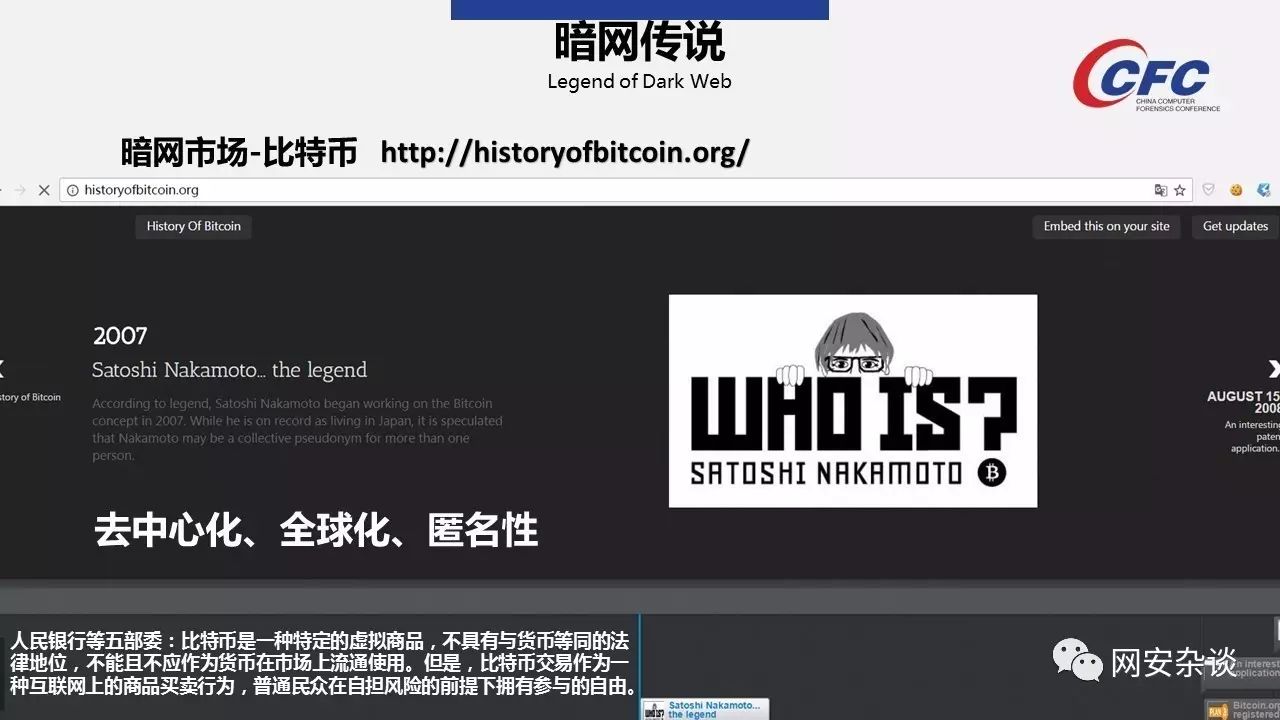 暗网传说
Legend of Dark Web
CFC
CHINA COMPUTER
FORENSICS CONFERENCE
暗网市场-比特币 http://historyofbitcoin.org/
historyofbitcoin.org
History Of Bitcoin
Embed this on your site
Get updates
2007
Satoshi Nakamoto... the legend
According to legend, Satoshi Nakamoto began working on the Bitcoin
concept in 2007. While he is on record as living in Japan, it is speculated
that Nakamoto may be a collective pseudonym for more than one
person.
WHO IS?
SATOSHI NAKAMOTO
story of Bitcoin
AUGUST 15
2008
An interesting
paten
application.
去中心化、全球化、匿名性
人民银行等五部委：比特币是一种特定的虚拟商品，不具有与货币等同的法
律地位，不能且不应作为货币在市场上流通使用。但是，比特币交易作为一
种互联网上的商品买卖行为，普通民众在自担风险的前提下拥有参与的自由。
网安杂谈
WHO IS?
Satoshi Nakamoto...
the legend
An interest
application
PLAN
Bitcoin.or
registered